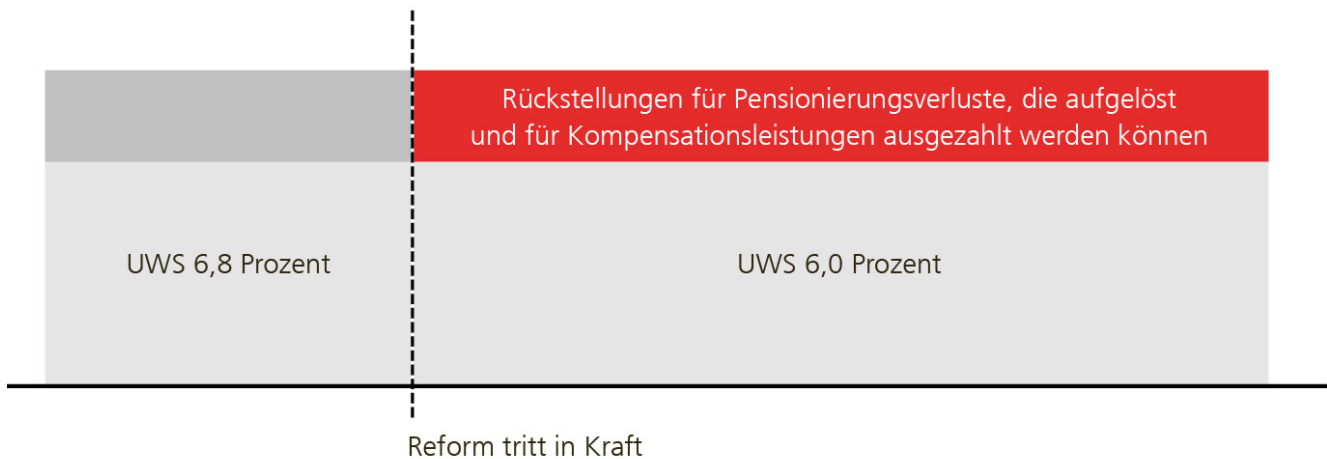 Rückstellungen für Pensionierungsverluste, die aufgelöst
und für Kompensationsleistungen ausgezahlt werden können
UWS 6,8 Prozent
UWS 6,0 Prozent
Reform tritt in Kraft